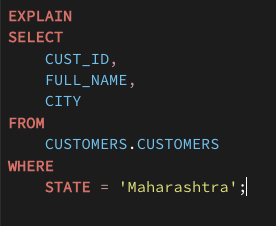 EXPLAIN
SELECT
CUST_ID,
FULL_NAME,
CITY
FROM
CUSTOMERS.CUSTOMERS
WHERE
STATE = 'Maharashtra';